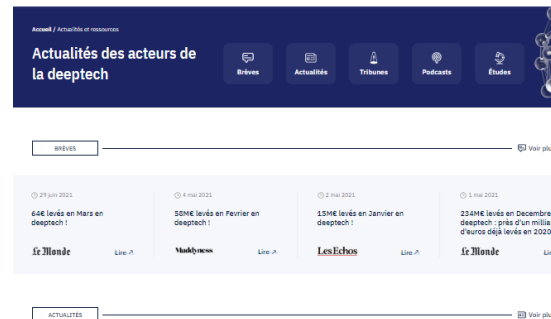 Accueil / Actualités et ressources
Actualités des acteurs de
la deeptech
Brèves
Actualités
Tribunes
Podcasts
Études
BRÈVES
Voir plu
29 juin 2021
64€ levés en Mars en
deeptech !
Le Monde
Lire
4 mai 2021
58M€ levés en Fevrier en
deeptech !
Maddyness
Lire
2 mai 2021
15M€ levés en Janvier en
deeptech !
Les Echos
Lire
1 mai 2021
234M€ levés en Decembre
deeptech : près d'un millia
d'euros déjà levés en 2020
Le Monde
Lir
ACTUALITÉS
Voir plu